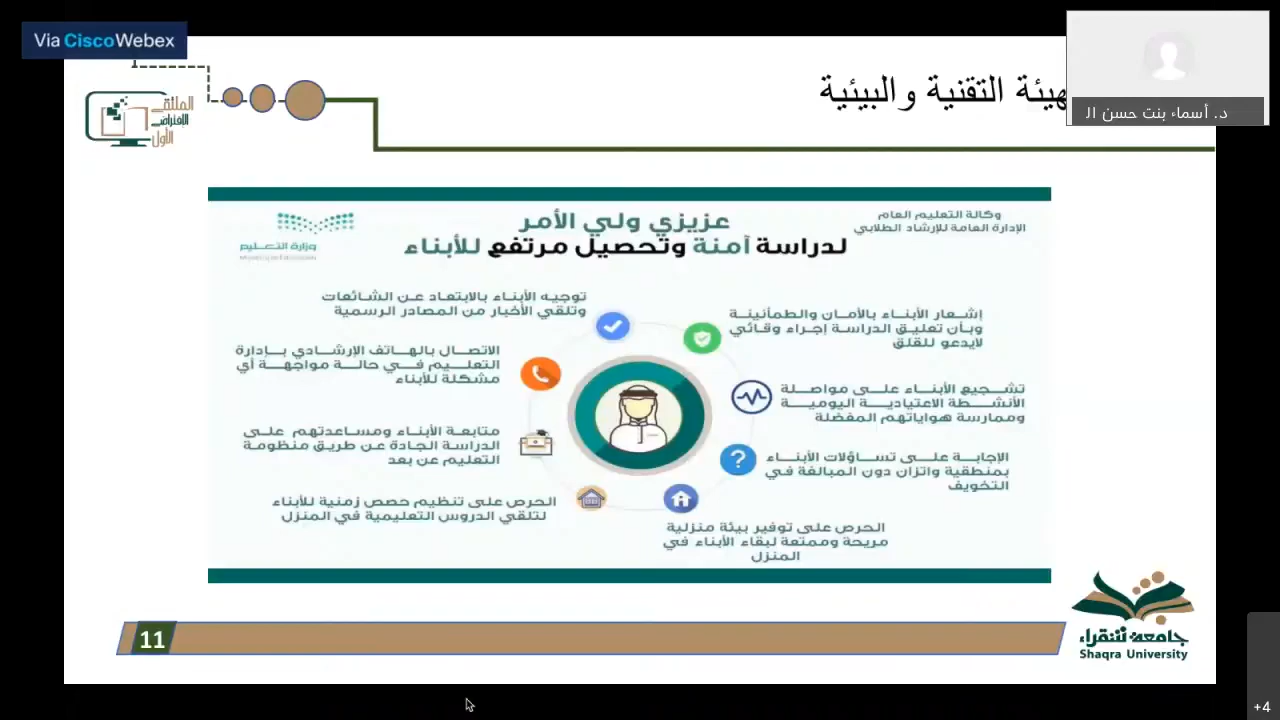 Via Cisco Webex
د. أسماء بنت حسن ال
التقنية والبيئية
الملتقى
الإفتراضي
الأول
وكالة التعليم العام
الإدارة العامة للإرشاد الطلابي
عزيزي ولي الأمر
لدراسة آمنة وتحصيل مرتفع للأبناء
وزارة التعليم
Ministry of Education
إشعار الأبناء بالأمان والطمأنينة
وبأن تعليق الدراسة إجراء وقائي
لايدعو للقلق
تشجيع الأبناء على مواصلة
الأنشطة الاعتيادية اليومية
وممارسة هواياتهم المفضلة
الإجابة على تساؤلات الأبناء
بمنطقية واتزان دون المبالغة في
التخويف
الحرص على توفير بيئة منزلية
مريحة وممتعة لبقاء الأبناء في
المنزل
توجيه الأبناء بالابتعاد عن الشائعات
وتلقي الأخبار من المصادر الرسمية
الاتصال بالهاتف الإرشادي بإدارة
التعليم في حالة مواجهة أي
مشكلة للأبناء
متابعة الأبناء ومساعدتهم على
الدراسة الجادة عن طريق منظومة
التعليم عن بعد
الحرص على تنظيم حصص زمنية للأبناء
لتلقي الدروس التعليمية في المنزل
11
جامعة شقراء
Shaqra University
+4